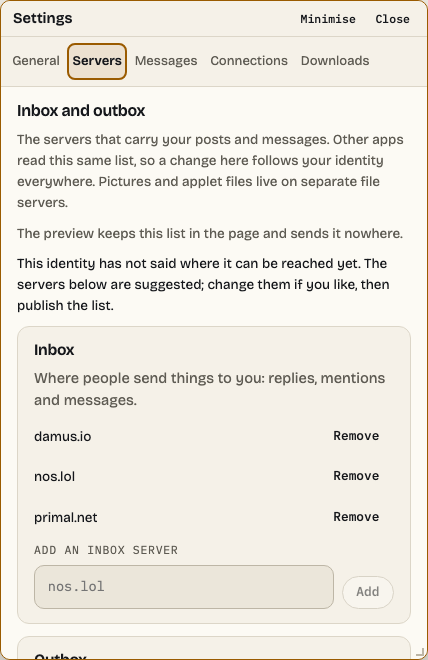 Settings
Minimise
Close
General
Servers
Messages
Connections
Downloads
Inbox and outbox
The servers that carry your posts and messages. Other apps
read this same list, so a change here follows your identity
everywhere. Pictures and applet files live on separate file
servers.
The preview keeps this list in the page and sends it nowhere.
This identity has not said where it can be reached yet. The
servers below are suggested; change them if you like, then
publish the list.
Inbox
Where people send things to you: replies, mentions
and messages.
damus.io
Remove
nos.lol
Remove
primal.net
Remove
ADD AN INBOX SERVER
nos.lol
Add
Outbox